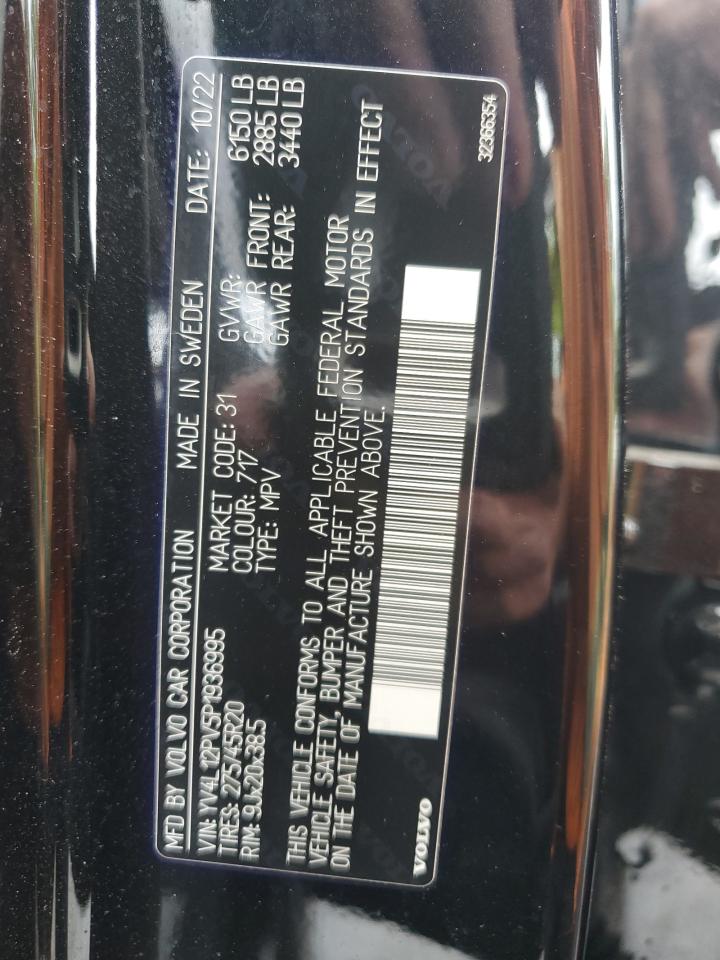 MFD BY VOLVO CAR CORPORATION MADE IN SWEDEN DATE: 10/22
VIN: YV4L12PV5P1936995 MARKET CODE: 31 GVWR: 6150 LB
TIRES: 275/45R20 COLOUR: 717 GAWR FRONT: 2885 LB
RIM: 9Jx20x38.5 TYPE: MPV GAWR REAR: 3440 LB
THIS VEHICLE CONFORMS TO ALL APPLICABLE FEDERAL MOTOR
VEHICLE SAFETY, BUMPER AND THEFT PREVENTION STANDARDS IN EFFECT
ON THE DATE OF MANUFACTURE SHOWN ABOVE.
VOLVO
32366354